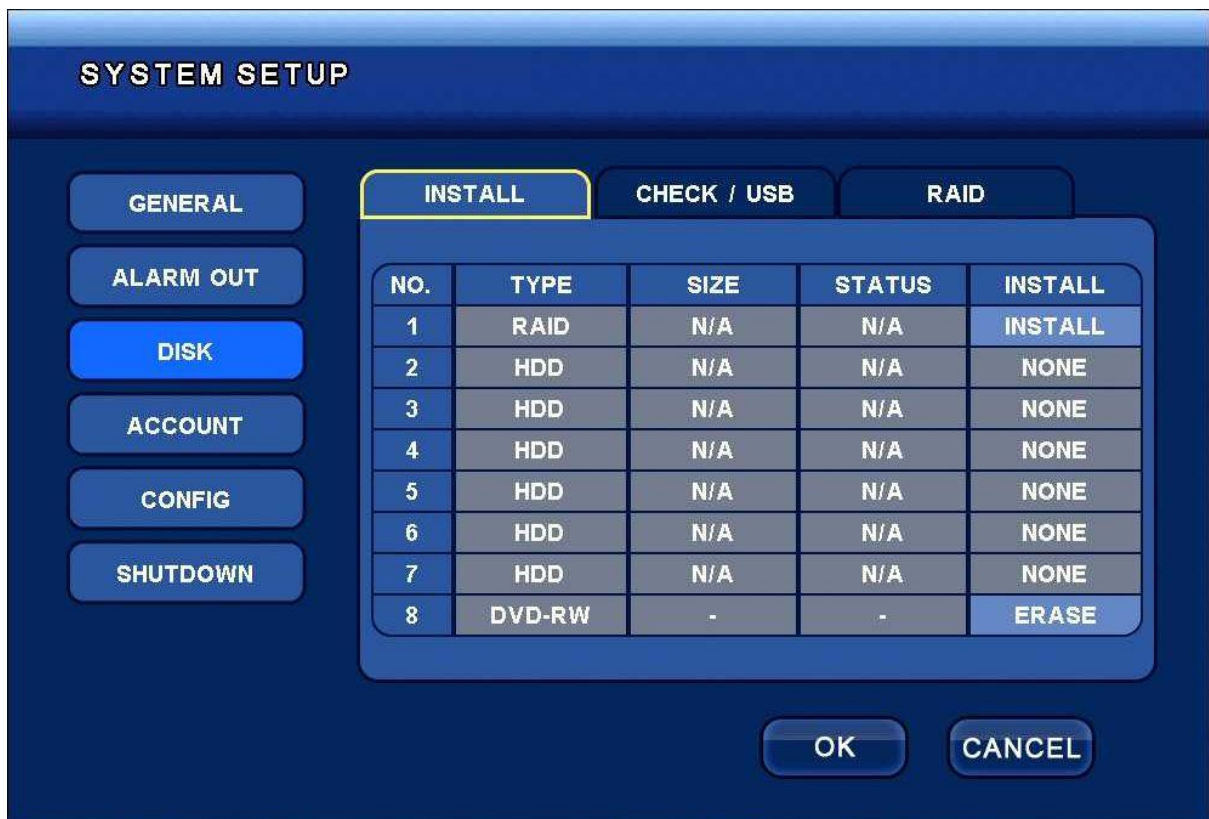 SYSTEM SETUP
GENERAL
ALARM OUT
DISK
ACCOUNT
CONFIG
SHUTDOWN
INSTALL CHECK / USB RAID
NO. TYPE SIZE STATUS INSTALL
1 RAID N/A N/A INSTALL
2 HDD N/A N/A NONE
3 HDD N/A N/A NONE
4 HDD N/A N/A NONE
5 HDD N/A N/A NONE
6 HDD N/A N/A NONE
7 HDD N/A N/A NONE
8 DVD-RW - - ERASE
OK CANCEL